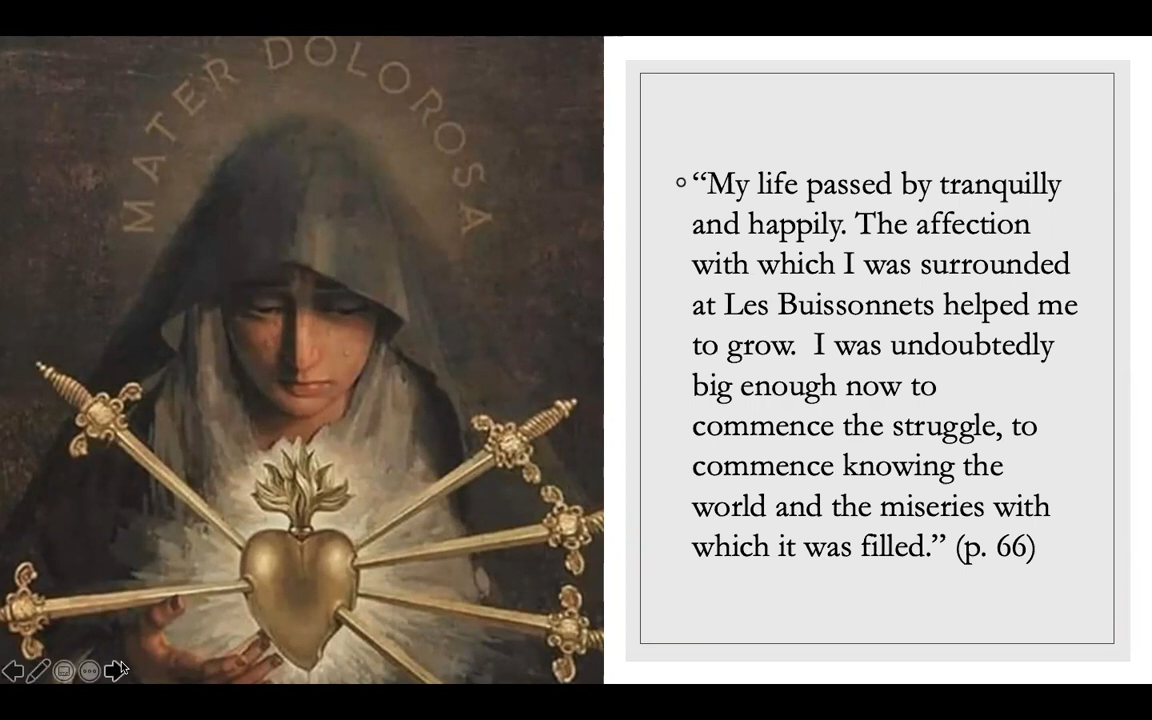 MATER DOLOROSA
“My life passed by tranquilly
and happily. The affection
with which I was surrounded
at Les Buissonnets helped me
to grow.  I was undoubtedly
big enough now to
commence the struggle, to
commence knowing the
world and the miseries with
which it was filled.” (p. 66)